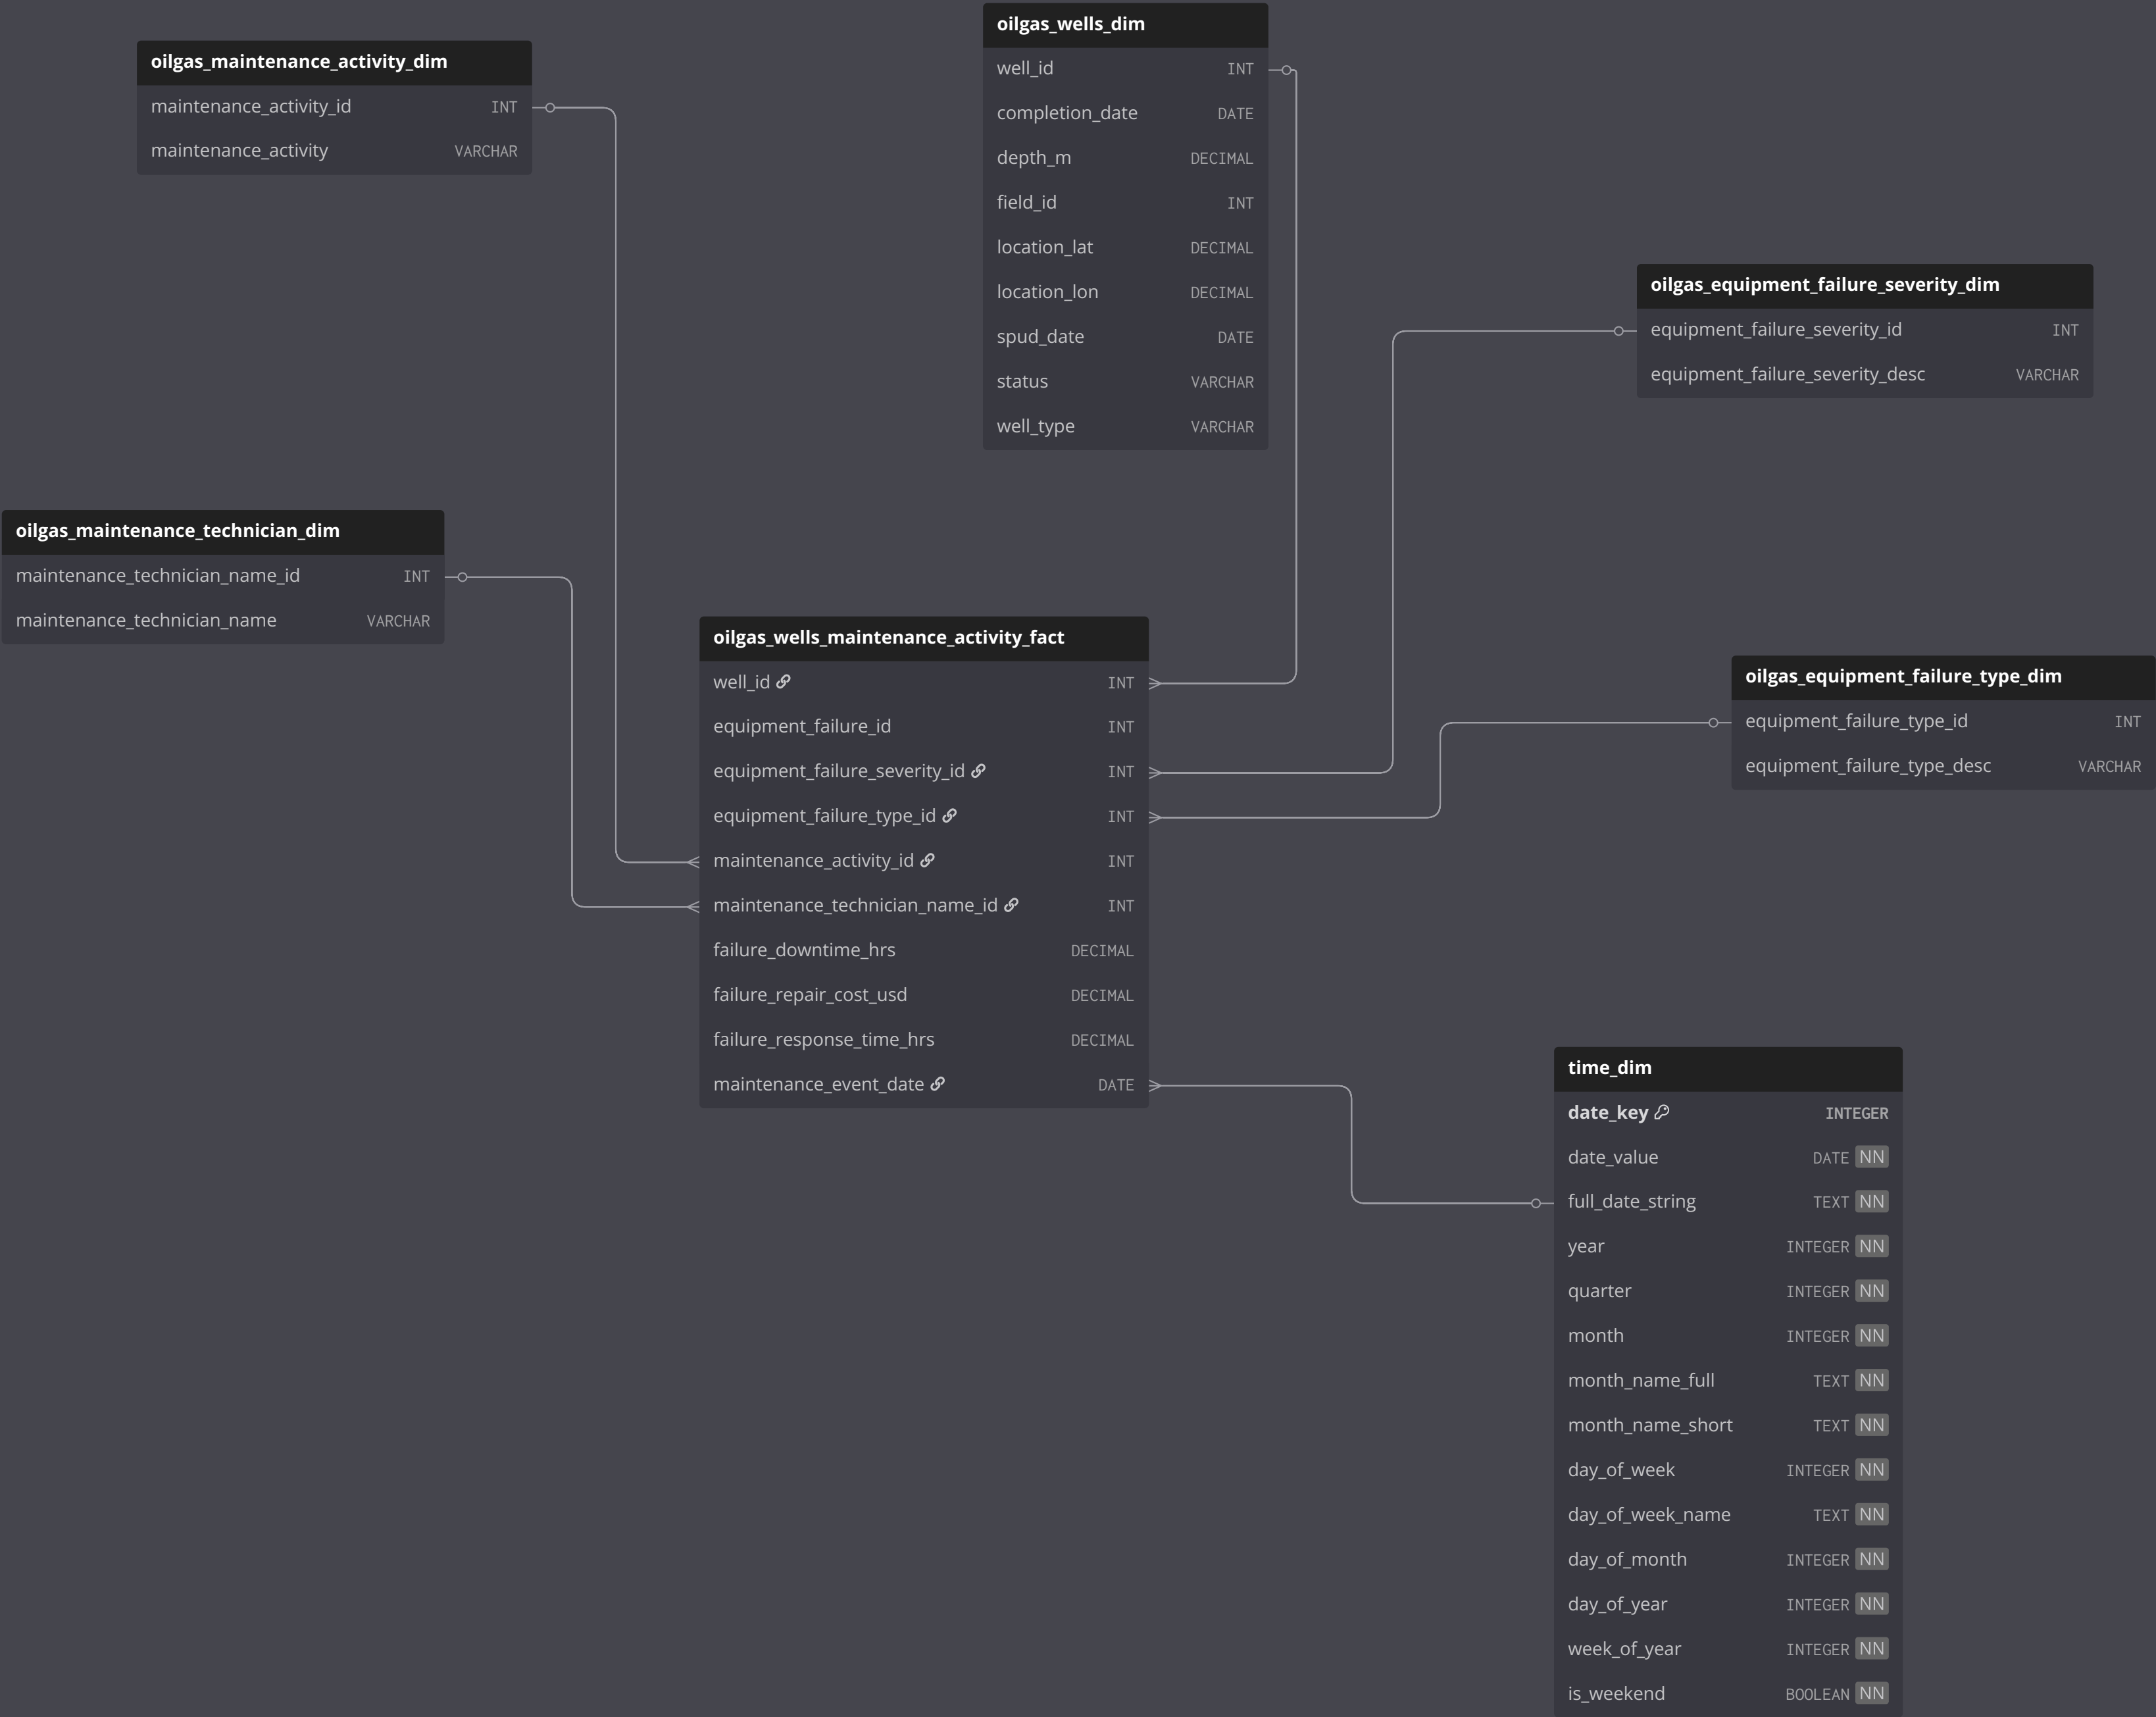 oilgas_maintenance_activity_dim
maintenance_activity_id INT
maintenance_activity VARCHAR
oilgas_wells_dim
well_id INT
completion_date DATE
depth_m DECIMAL
field_id INT
location_lat DECIMAL
location_lon DECIMAL
spud_date DATE
status VARCHAR
well_type VARCHAR
oilgas_equipment_failure_severity_dim
equipment_failure_severity_id INT
equipment_failure_severity_desc VARCHAR
oilgas_maintenance_technician_dim
maintenance_technician_name_id INT
maintenance_technician_name VARCHAR
oilgas_wells_maintenance_activity_fact
well_id INT
equipment_failure_id INT
equipment_failure_severity_id INT
equipment_failure_type_id INT
maintenance_activity_id INT
maintenance_technician_name_id INT
failure_downtime_hrs DECIMAL
failure_repair_cost_usd DECIMAL
failure_response_time_hrs DECIMAL
maintenance_event_date DATE
oilgas_equipment_failure_type_dim
equipment_failure_type_id INT
equipment_failure_type_desc VARCHAR
time_dim
date_key INTEGER
date_value DATE NN
full_date_string TEXT NN
year INTEGER NN
quarter INTEGER NN
month INTEGER NN
month_name_full TEXT NN
month_name_short TEXT NN
day_of_week INTEGER NN
day_of_week_name TEXT NN
day_of_month INTEGER NN
day_of_year INTEGER NN
week_of_year INTEGER NN
is_weekend BOOLEAN NN